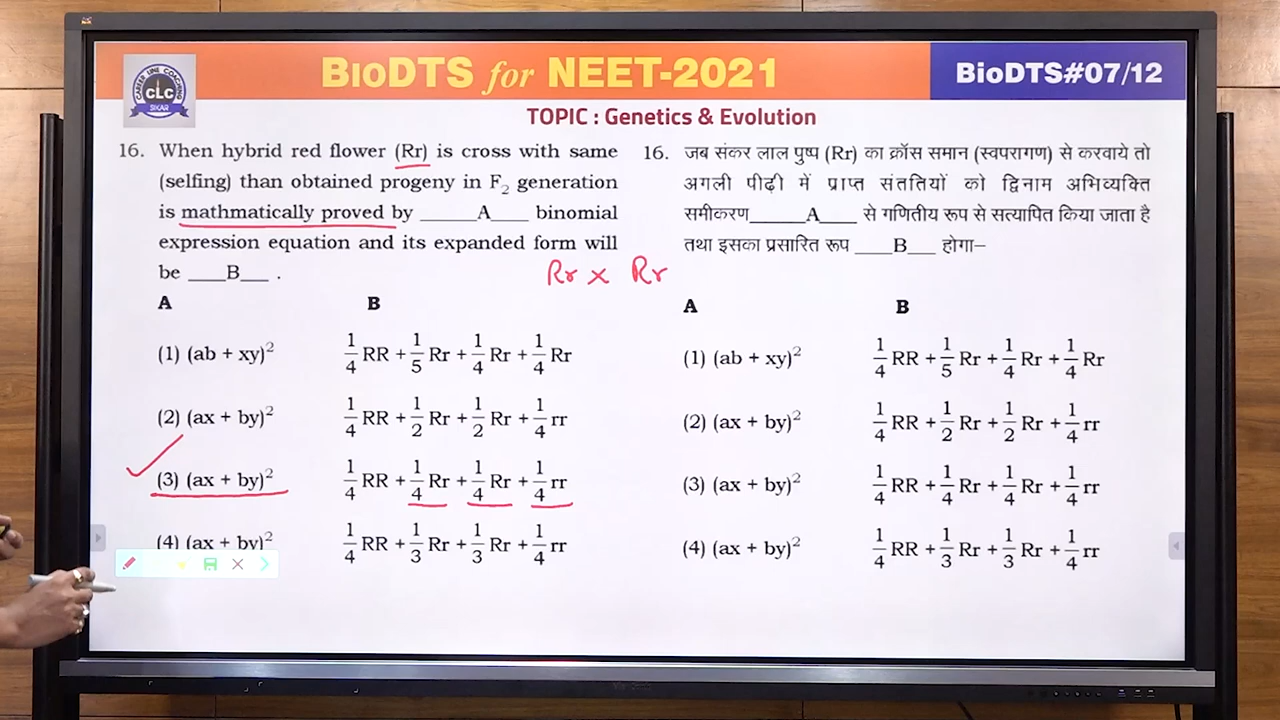 BIODTS for NEET-2021
BioDTS#07/12
CAREER LINE COACHING
CLC
SIKAR
TOPIC : Genetics & Evolution
16. When hybrid red flower (Rr) is cross with same
(selfing) than obtained progeny in F₂ generation
is mathmatically proved by ______A____ binomial
expression equation and its expanded form will
be ____B___ .
Rr x Rr
A B
(1) (ab + xy)² 1/4 RR + 1/5 Rr + 1/4 Rr + 1/4 Rr
(2) (ax + by)² 1/4 RR + 1/2 Rr + 1/2 Rr + 1/4 rr
(3) (ax + by)² 1/4 RR + 1/4 Rr + 1/4 Rr + 1/4 rr
(4) (ax + by)² 1/4 RR + 1/3 Rr + 1/3 Rr + 1/4 rr
16. जब संकर लाल पुष्प (Rr) का क्रॉस समान (स्वपरागण) से करवाये तो
अगली पीढ़ी में प्राप्त संततियों को द्विनाम अभिव्यक्ति
समीकरण______A____ से गणितीय रूप से सत्यापित किया जाता है
तथा इसका प्रसारित रूप ____B___ होगा–
A B
(1) (ab + xy)² 1/4 RR + 1/5 Rr + 1/4 Rr + 1/4 Rr
(2) (ax + by)² 1/4 RR + 1/2 Rr + 1/2 Rr + 1/4 rr
(3) (ax + by)² 1/4 RR + 1/4 Rr + 1/4 Rr + 1/4 rr
(4) (ax + by)² 1/4 RR + 1/3 Rr + 1/3 Rr + 1/4 rr